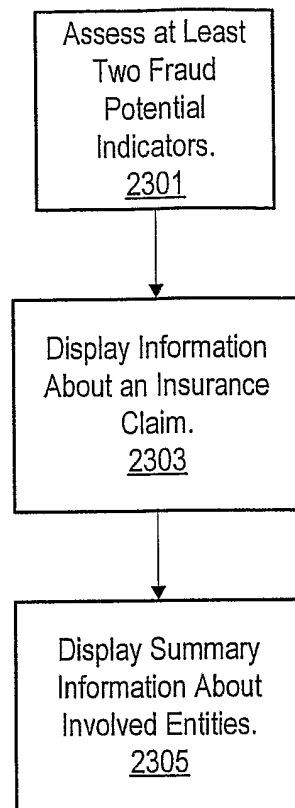 Assess at Least
Two Fraud
Potential
Indicators.
2301
Display Information
About an Insurance
Claim.
2303
Display Summary
Information About
Involved Entities.
2305